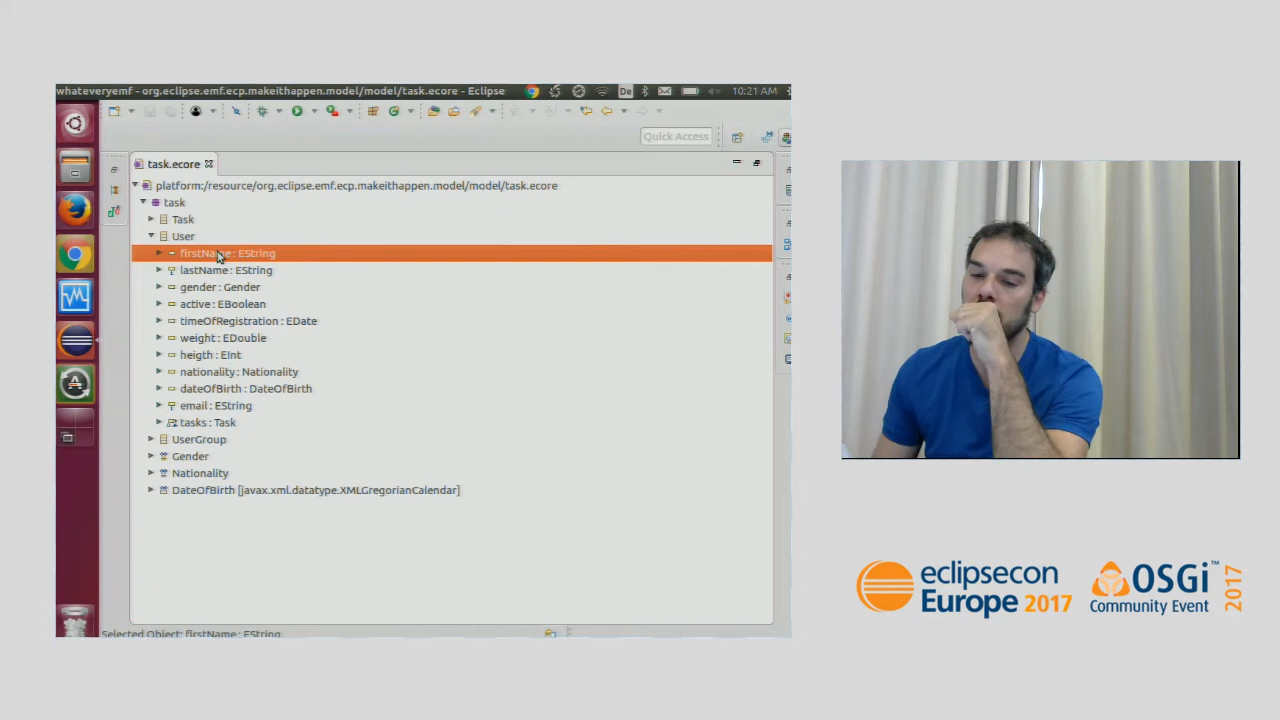 whateveryemf - org.eclipse.emf.ecp.makeithappen.model/model/task.ecore - Eclipse
De
10:21 AM
Quick Access
task.ecore
platform:/resource/org.eclipse.emf.ecp.makeithappen.model/model/task.ecore
task
Task
User
firstName : EString
lastName : EString
gender : Gender
active : EBoolean
timeOfRegistration : EDate
weight : EDouble
heigth : EInt
nationality : Nationality
dateOfBirth : DateOfBirth
email : EString
tasks : Task
UserGroup
Gender
Nationality
DateOfBirth [javax.xml.datatype.XMLGregorianCalendar]
Selected Object: firstName : EString
eclipsecon
Europe 2017
OSGi™
Community Event
2017